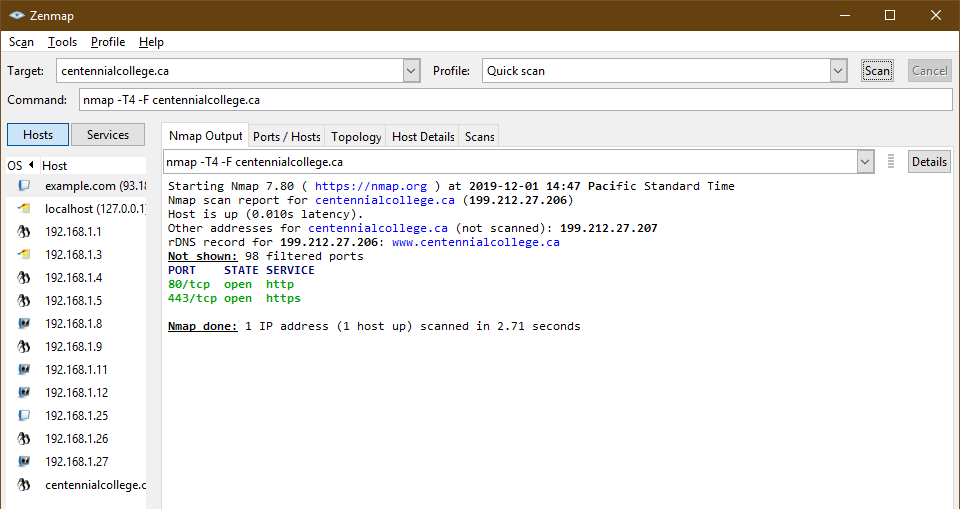 Zenmap
Scan Tools Profile Help
Target: centennialcollege.ca Profile: Quick scan Scan Cancel
Command: nmap -T4 -F centennialcollege.ca
Hosts Services
OS Host
example.com (93.18
localhost (127.0.0.1)
192.168.1.1
192.168.1.3
192.168.1.4
192.168.1.5
192.168.1.8
192.168.1.9
192.168.1.11
192.168.1.12
192.168.1.25
192.168.1.26
192.168.1.27
centennialcollege.c
Nmap Output Ports / Hosts Topology Host Details Scans
nmap -T4 -F centennialcollege.ca Details
Starting Nmap 7.80 ( https://nmap.org ) at 2019-12-01 14:47 Pacific Standard Time
Nmap scan report for centennialcollege.ca (199.212.27.206)
Host is up (0.010s latency).
Other addresses for centennialcollege.ca (not scanned): 199.212.27.207
rDNS record for 199.212.27.206: www.centennialcollege.ca
Not shown: 98 filtered ports
PORT STATE SERVICE
80/tcp open http
443/tcp open https
Nmap done: 1 IP address (1 host up) scanned in 2.71 seconds